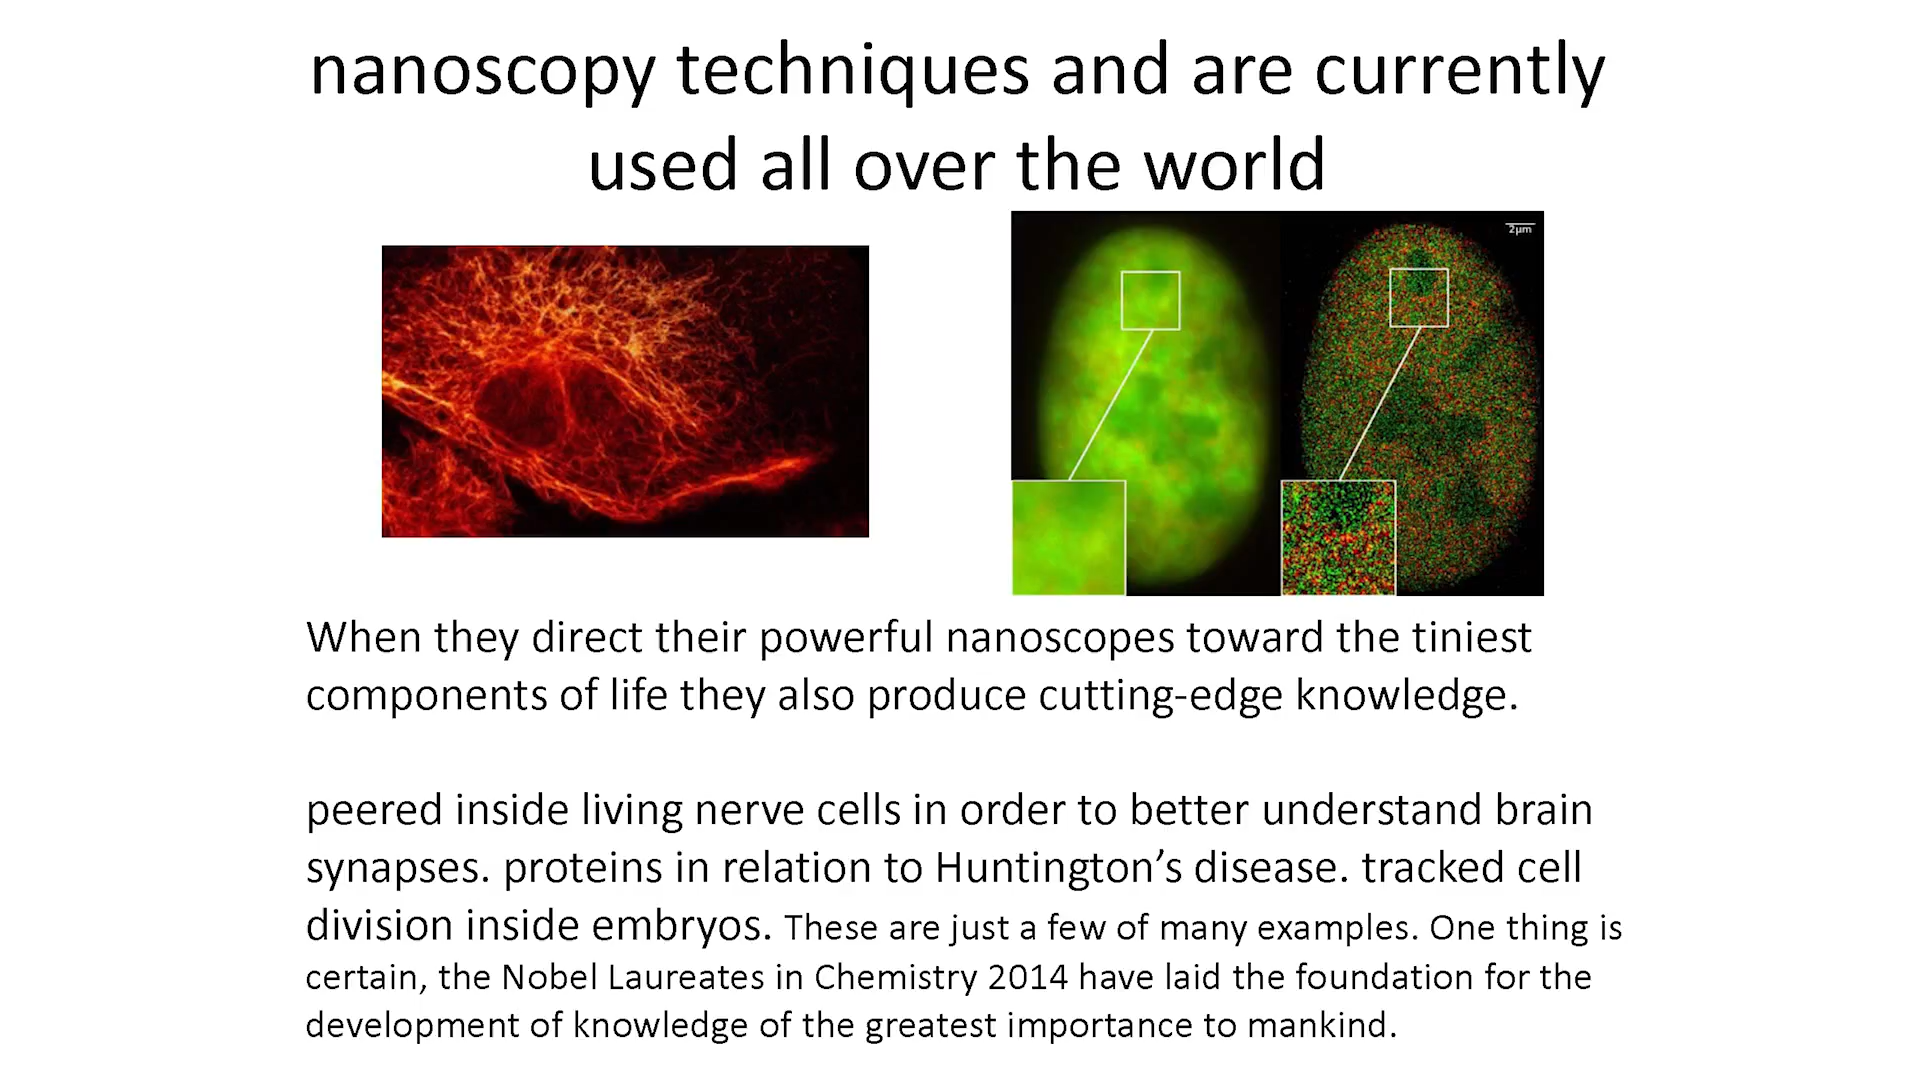 nanoscopy techniques and are currently
used all over the world
2µm
When they direct their powerful nanoscopes toward the tiniest
components of life they also produce cutting-edge knowledge.
peered inside living nerve cells in order to better understand brain
synapses. proteins in relation to Huntington’s disease. tracked cell
division inside embryos. These are just a few of many examples. One thing is
certain, the Nobel Laureates in Chemistry 2014 have laid the foundation for the
development of knowledge of the greatest importance to mankind.